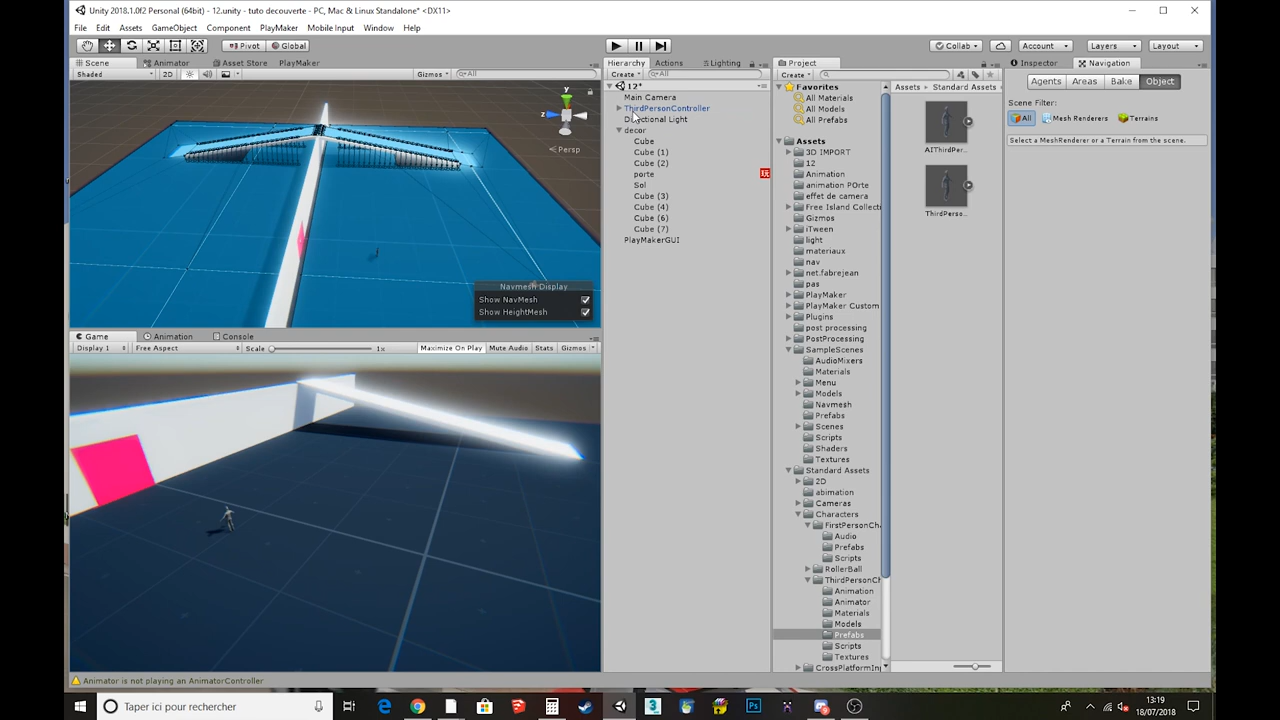 Unity 2018.1.0f2 Personal (64bit) - 12.unity - tuto decouverte - PC, Mac & Linux Standalone* <DX11>
File Edit Assets GameObject Component PlayMaker Mobile Input Window Help
Pivot Global Collab Account Layers Layout
Scene Animator Asset Store PlayMaker
Shaded 2D Gizmos All
y
Persp
Navmesh Display
Show NavMesh
Show HeightMesh
Game Animation Console
Display 1 Free Aspect Scale 1x Maximize On Play Mute Audio Stats Gizmos
Hierarchy Actions Lighting
Create All
12*
Main Camera
ThirdPersonController
Directional Light
decor
Cube
Cube (1)
Cube (2)
porte
玩
Sol
Cube (3)
Cube (4)
Cube (6)
Cube (7)
PlayMakerGUI
Project
Create
Favorites
All Materials
All Models
All Prefabs
Assets
3D IMPORT
12
Animation
animation POrte
effet de camera
Free Island Collecti
Gizmos
iTween
light
materiaux
nav
net.fabrejean
pas
PlayMaker
PlayMaker Custom
Plugins
post processing
PostProcessing
SampleScenes
AudioMixers
Materials
Menu
Models
Navmesh
Prefabs
Scenes
Scripts
Shaders
Textures
Standard Assets
2D
abimation
Cameras
Characters
FirstPersonCha
Audio
Prefabs
Scripts
RollerBall
ThirdPersonCh
Animation
Animator
Materials
Models
Prefabs
Scripts
Textures
CrossPlatformInp
Assets Standard Assets
AIThirdPer...
ThirdPerso...
Inspector Navigation
Agents Areas Bake Object
Scene Filter:
All Mesh Renderers Terrains
Select a MeshRenderer or a Terrain from the scene.
Animator is not playing an AnimatorController
Taper ici pour rechercher
13:19
18/07/2018